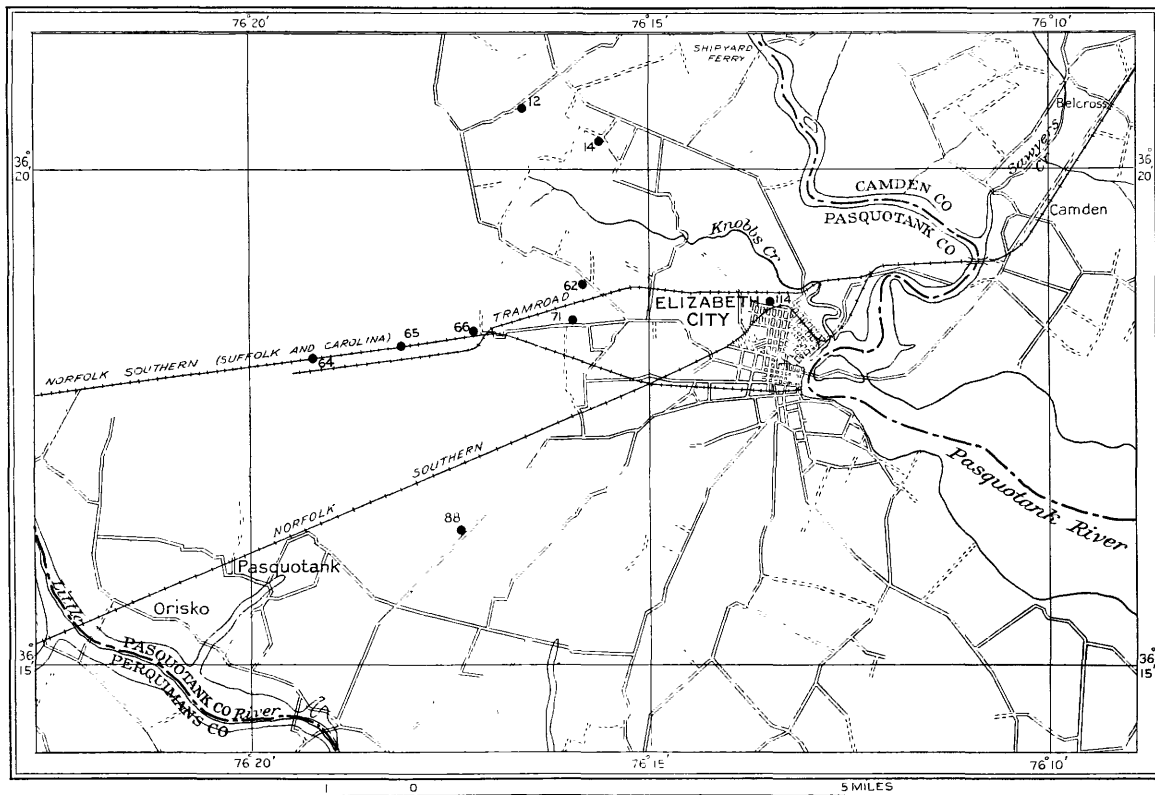 76°20′ 76°15′ 76°10′
SHIPYARD FERRY
12
Belcross
14
Sawyers Cr
36°20′ 36°20′
CAMDEN CO
PASQUOTANK CO
Camden
Knobbs Cr
62
114
TRAMROAD
ELIZABETH CITY
71
66
65
NORFOLK SOUTHERN (SUFFOLK AND CAROLINA)
64
NORFOLK SOUTHERN
Pasquotank River
88
Pasquotank
Orisko
Little River
PASQUOTANK CO
PERQUIMANS CO
36°15′ 36°15′
76°20′ 76°15′ 76°10′
1 0 5 MILES